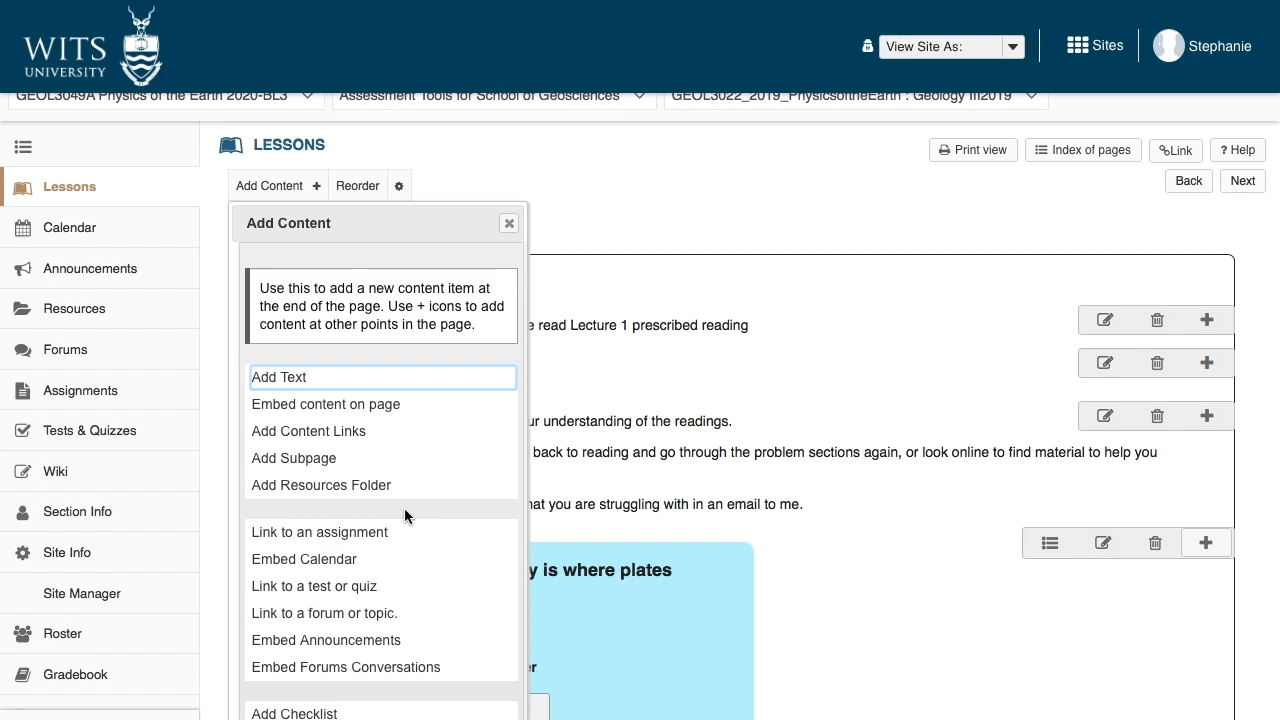 WITS
UNIVERSITY
View Site As:
Sites
Stephanie
GEOL3049A Physics of the Earth 2020-BL3
Assessment Tools for School of Geosciences
GEOL3022_2019_PhysicsoftheEarth : Geology III2019
LESSONS
Print view
Index of pages
Link
? Help
Lessons
Add Content
Reorder
Back
Next
Calendar
Announcements
Resources
Forums
Assignments
Tests & Quizzes
Wiki
Section Info
Site Info
Site Manager
Roster
Gradebook
Add Content
Use this to add a new content item at
the end of the page. Use + icons to add
content at other points in the page.
Add Text
Embed content on page
Add Content Links
Add Subpage
Add Resources Folder
Link to an assignment
Embed Calendar
Link to a test or quiz
Link to a forum or topic.
Embed Announcements
Embed Forums Conversations
Add Checklist
read Lecture 1 prescribed reading
understanding of the readings.
back to reading and go through the problem sections again, or look online to find material to help you
you are struggling with in an email to me.
is where plates